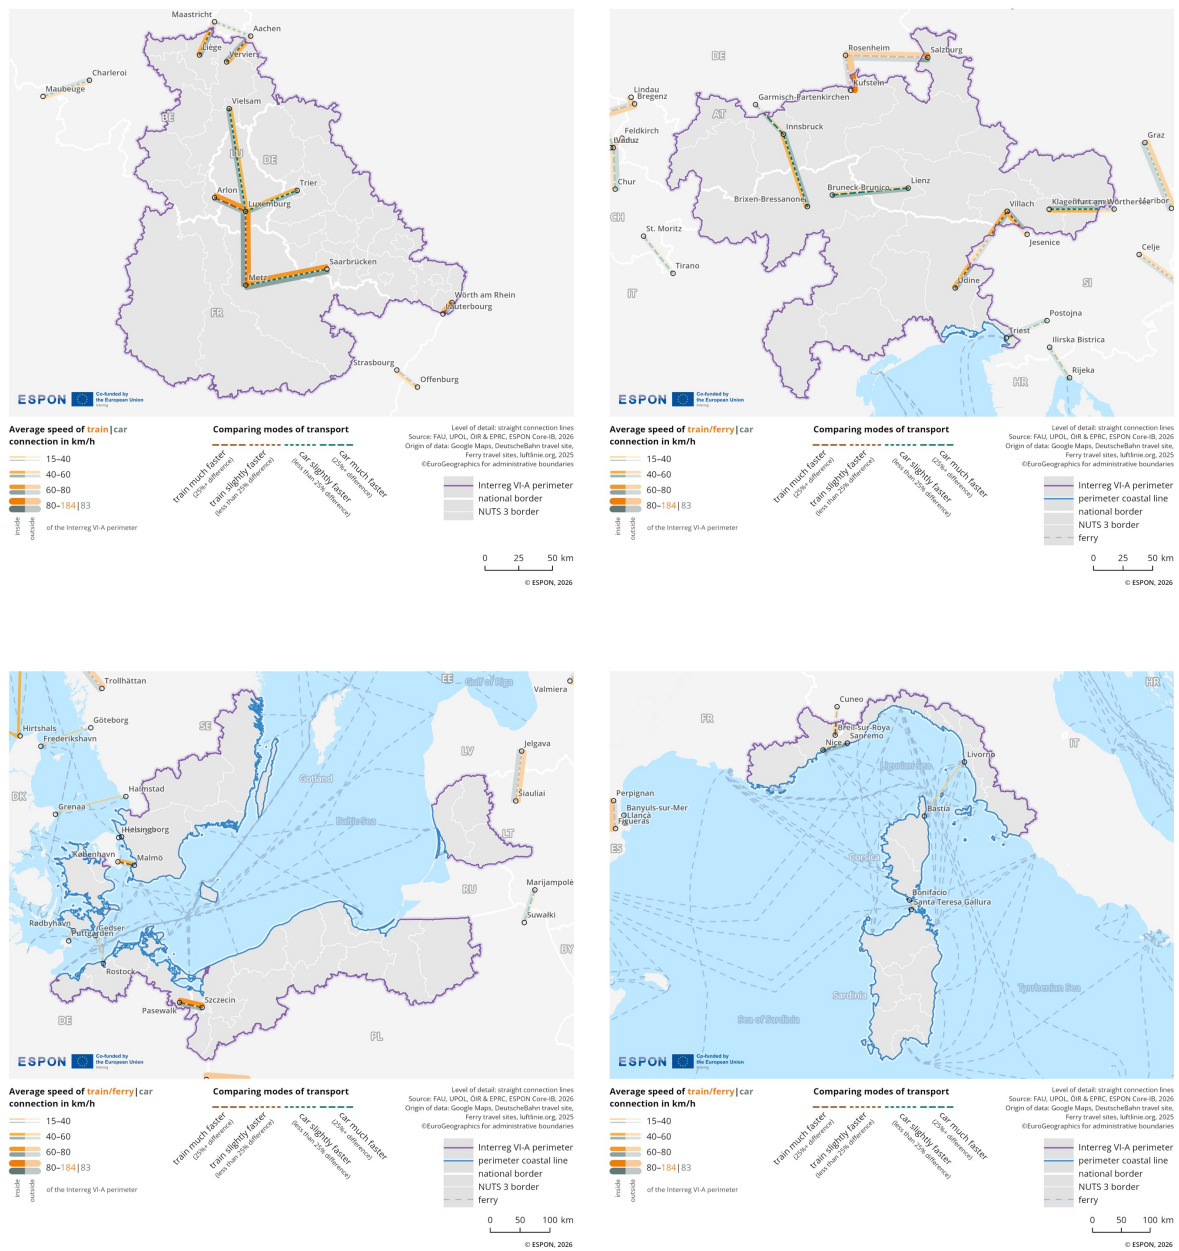 Maastricht
Aachen
Liège
Verviers
Charleroi
Maubeuge
Vielsam
BE
LU
DE
Arlon
Trier
Luxemburg
Saarbrücken
Metz
Wörth am Rhein
Lauterbourg
FR
Strasbourg
Offenburg
ESPON
Co-funded by
the European Union
Interreg
Average speed of train|car
connection in km/h
15–40
40–60
60–80
80–184|83
inside
outside
of the Interreg VI-A perimeter
Comparing modes of transport
train much faster
(25%+ difference)
train slightly faster
(less than 25% difference)
car slightly faster
(less than 25% difference)
car much faster
(25%+ difference)
Level of detail: straight connection lines
Source: FAU, UPOL, ÖIR & EPRC, ESPON Core-IB, 2026
Origin of data: Google Maps, DeutscheBahn travel site,
Ferry travel sites, luftlinie.org, 2025
©EuroGeographics for administrative boundaries
Interreg VI-A perimeter
national border
NUTS 3 border
0 25 50 km
© ESPON, 2026
DE
Rosenheim
Salzburg
Kufstein
Lindau
Bregenz
Garmisch-Partenkirchen
AT
Innsbruck
Feldkirch
Vaduz
Graz
Chur
Bruneck-Brunico
Lienz
Brixen-Bressanone
Villach
Klagenfurt am Wörthersee
Maribor
CH
St. Moritz
Jesenice
Celje
Tirano
Udine
IT
SI
Postojna
Triest
Ilirska Bistrica
Rijeka
HR
ESPON
Co-funded by
the European Union
Interreg
Average speed of train/ferry|car
connection in km/h
15–40
40–60
60–80
80–184|83
inside
outside
of the Interreg VI-A perimeter
Comparing modes of transport
train much faster
(25%+ difference)
train slightly faster
(less than 25% difference)
car slightly faster
(less than 25% difference)
car much faster
(25%+ difference)
Level of detail: straight connection lines
Source: FAU, UPOL, ÖIR & EPRC, ESPON Core-IB, 2026
Origin of data: Google Maps, DeutscheBahn travel site,
Ferry travel sites, luftlinie.org, 2025
©EuroGeographics for administrative boundaries
Interreg VI-A perimeter
perimeter coastal line
national border
NUTS 3 border
ferry
0 25 50 km
© ESPON, 2026
Trollhättan
EE
Gulf of Riga
Valmiera
Göteborg
SE
Hirtshals
Frederikshavn
LV
Jelgava
Gotland
DK
Halmstad
Grenaa
Šiauliai
Helsingborg
Baltic Sea
LT
København
Malmö
RU
Marijampolė
Rødbyhavn
Gedser
Puttgarden
Suwałki
BY
Rostock
Szczecin
Pasewalk
DE
PL
ESPON
Co-funded by
the European Union
Interreg
Average speed of train/ferry|car
connection in km/h
15–40
40–60
60–80
80–184|83
inside
outside
of the Interreg VI-A perimeter
Comparing modes of transport
train much faster
(25%+ difference)
train slightly faster
(less than 25% difference)
car slightly faster
(less than 25% difference)
car much faster
(25%+ difference)
Level of detail: straight connection lines
Source: FAU, UPOL, ÖIR & EPRC, ESPON Core-IB, 2026
Origin of data: Google Maps, DeutscheBahn travel site,
Ferry travel sites, luftlinie.org, 2025
©EuroGeographics for administrative boundaries
Interreg VI-A perimeter
perimeter coastal line
national border
NUTS 3 border
ferry
0 50 100 km
© ESPON, 2026
HR
Cuneo
FR
Breil-sur-Roya
Sanremo
Nice
IT
Livorno
Ligurian Sea
Perpignan
Banyuls-sur-Mer
Llançà
Figueras
Bastia
ES
Corsica
Bonifacio
Santa Teresa Gallura
Sardinia
Tyrrhenian Sea
Sea of Sardinia
ESPON
Co-funded by
the European Union
Interreg
Average speed of train/ferry|car
connection in km/h
15–40
40–60
60–80
80–184|83
inside
outside
of the Interreg VI-A perimeter
Comparing modes of transport
train much faster
(25%+ difference)
train slightly faster
(less than 25% difference)
car slightly faster
(less than 25% difference)
car much faster
(25%+ difference)
Level of detail: straight connection lines
Source: FAU, UPOL, ÖIR & EPRC, ESPON Core-IB, 2026
Origin of data: Google Maps, DeutscheBahn travel site,
Ferry travel sites, luftlinie.org, 2025
©EuroGeographics for administrative boundaries
Interreg VI-A perimeter
perimeter coastal line
national border
NUTS 3 border
ferry
0 50 100 km
© ESPON, 2026